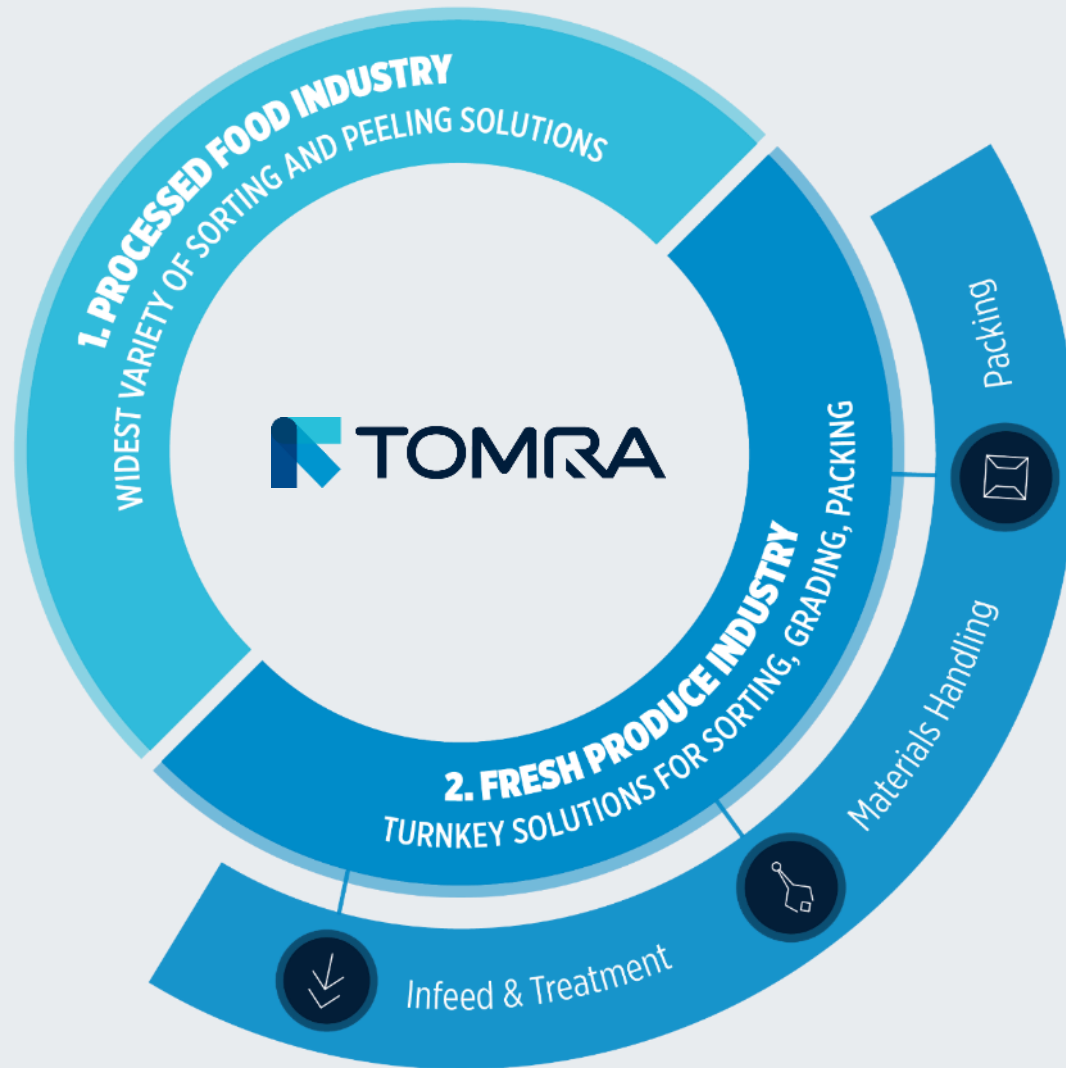 1. PROCESSED FOOD INDUSTRY
WIDEST VARIETY OF SORTING AND PEELING SOLUTIONS
TOMRA
2. FRESH PRODUCE INDUSTRY
TURNKEY SOLUTIONS FOR SORTING, GRADING, PACKING
Packing
Materials Handling
Infeed & Treatment